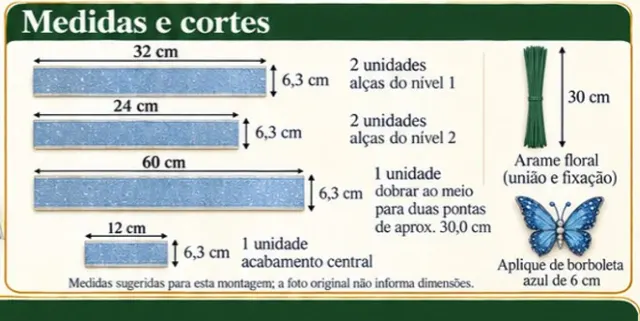 Medidas e cortes
32 cm
6,3 cm
2 unidades
alças do nível 1
24 cm
6,3 cm
2 unidades
alças do nível 2
60 cm
6,3 cm
1 unidade
dobrar ao meio
para duas pontas
de aprox. 30,0 cm
12 cm
6,3 cm
1 unidade
acabamento central
30 cm
Arame floral
(união e fixação)
Aplique de borboleta
azul de 6 cm
Medidas sugeridas para esta montagem; a foto original não informa dimensões.